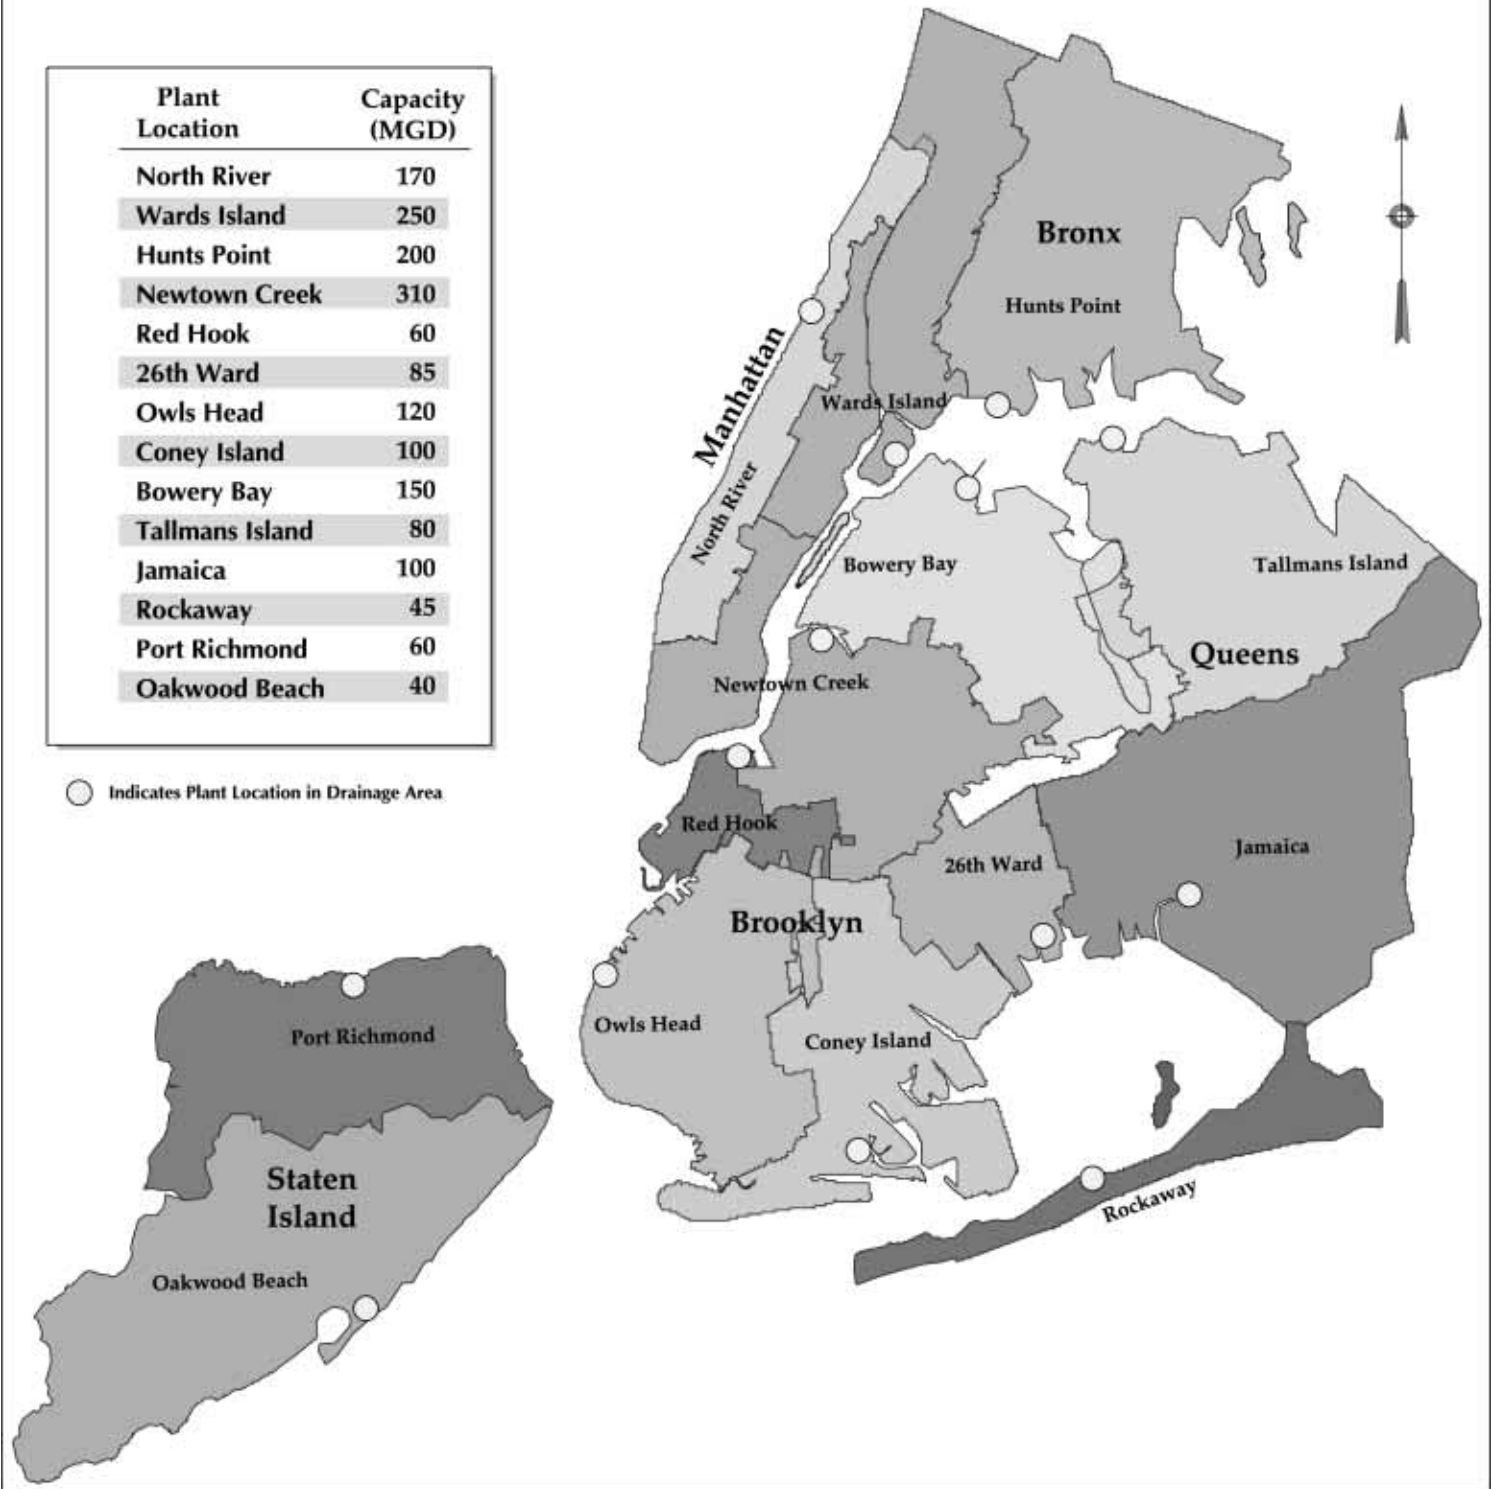 Plant Capacity
Location (MGD)
North River 170
Wards Island 250
Hunts Point 200
Newtown Creek 310
Red Hook 60
26th Ward 85
Owls Head 120
Coney Island 100
Bowery Bay 150
Tallmans Island 80
Jamaica 100
Rockaway 45
Port Richmond 60
Oakwood Beach 40
Indicates Plant Location in Drainage Area
Bronx
Hunts Point
Manhattan
Wards Island
North River
Bowery Bay
Tallmans Island
Queens
Newtown Creek
Red Hook
26th Ward
Jamaica
Brooklyn
Owls Head
Coney Island
Port Richmond
Staten
Island
Rockaway
Oakwood Beach